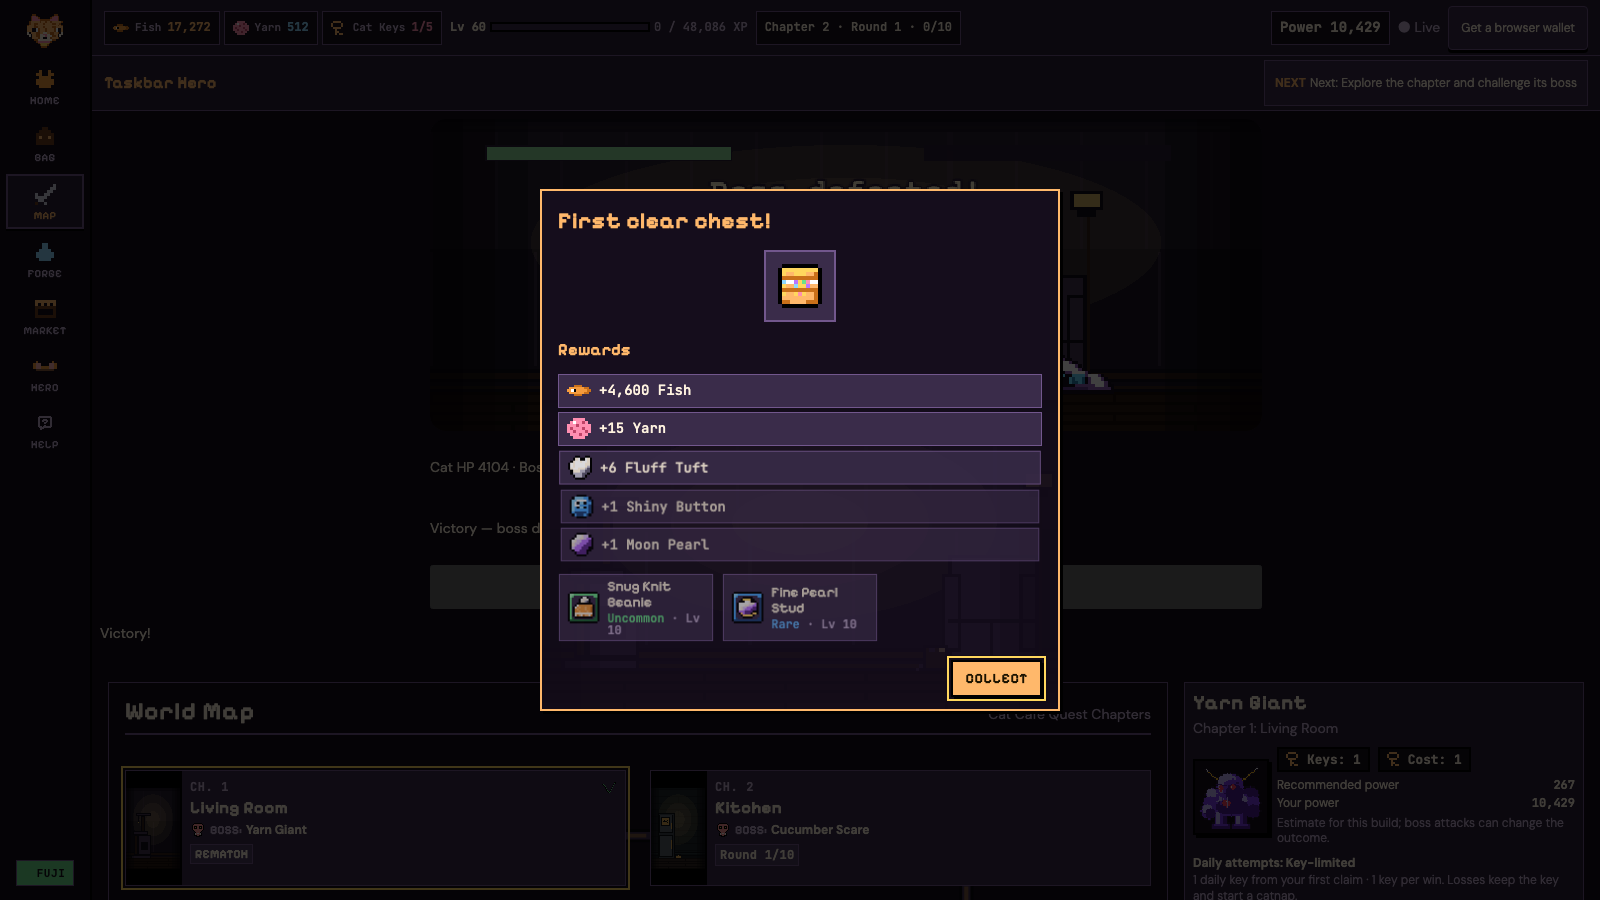 Fish 17,272
Yarn 512
Cat Keys 1/5
Lv 60
0 / 48,086 XP
Chapter 2 · Round 1 · 0/10
Power 10,429
Live
Get a browser wallet
Taskbar Hero
NEXT Next: Explore the chapter and challenge its boss
HOME
BAG
MAP
FORGE
MARKET
HERO
HELP
FUJI
Boss defeated!
First clear chest!
Rewards
+4,600 Fish
+15 Yarn
+6 Fluff Tuft
+1 Shiny Button
+1 Moon Pearl
Snug Knit
Beanie
Uncommon · Lv
10
Fine Pearl
Stud
Rare · Lv 10
COLLECT
Cat HP 4104 · Bos
Victory — boss d
Victory!
World Map
Cat Cafe Quest Chapters
CH. 1
Living Room
BOSS: Yarn Giant
REMATCH
CH. 2
Kitchen
BOSS: Cucumber Scare
Round 1/10
Yarn Giant
Chapter 1: Living Room
Keys: 1
Cost: 1
Recommended power 267
Your power 10,429
Estimate for this build; boss attacks can change the
outcome.
Daily attempts: Key-limited
1 daily key from your first claim · 1 key per win. Losses keep the key
and start a catnap.